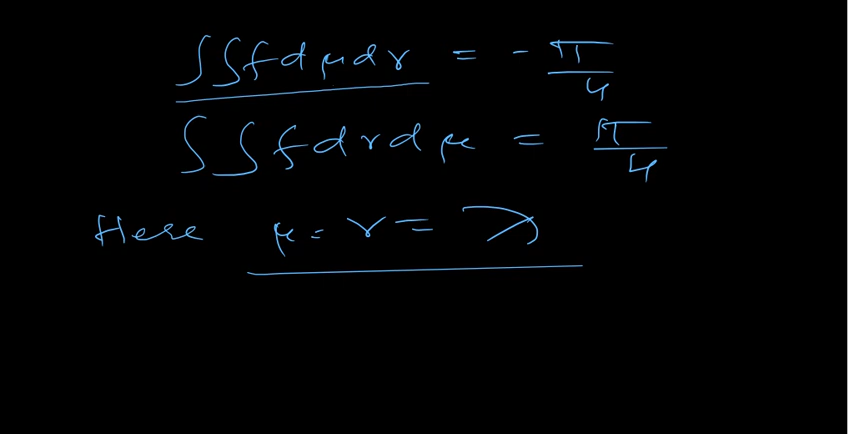 ∫∫f dμ dγ = - π/4
∫∫f dγ dμ = π/4
Here μ = γ = λ